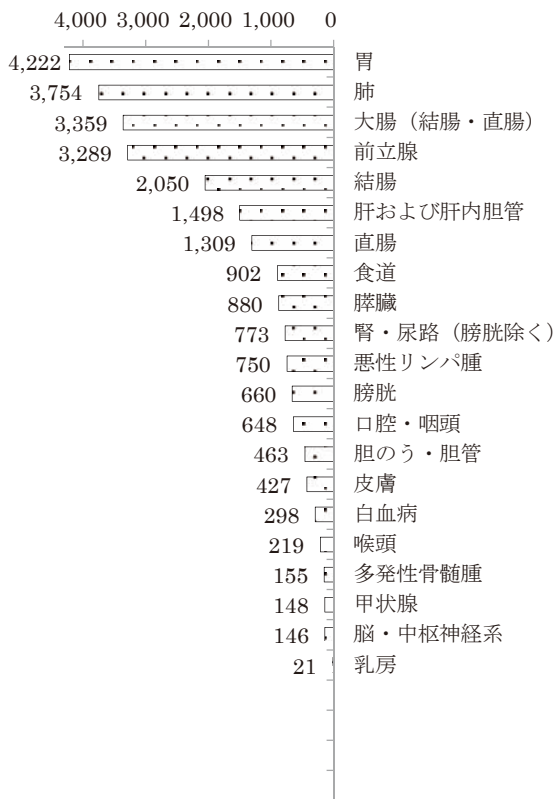 4,000 3,000 2,000 1,000 0
4,222 胃
3,754 肺
3,359 大腸（結腸・直腸）
3,289 前立腺
2,050 結腸
1,498 肝および肝内胆管
1,309 直腸
902 食道
880 膵臓
773 腎・尿路（膀胱除く）
750 悪性リンパ腫
660 膀胱
648 口腔・咽頭
463 胆のう・胆管
427 皮膚
298 白血病
219 喉頭
155 多発性骨髄腫
148 甲状腺
146 脳・中枢神経系
21 乳房